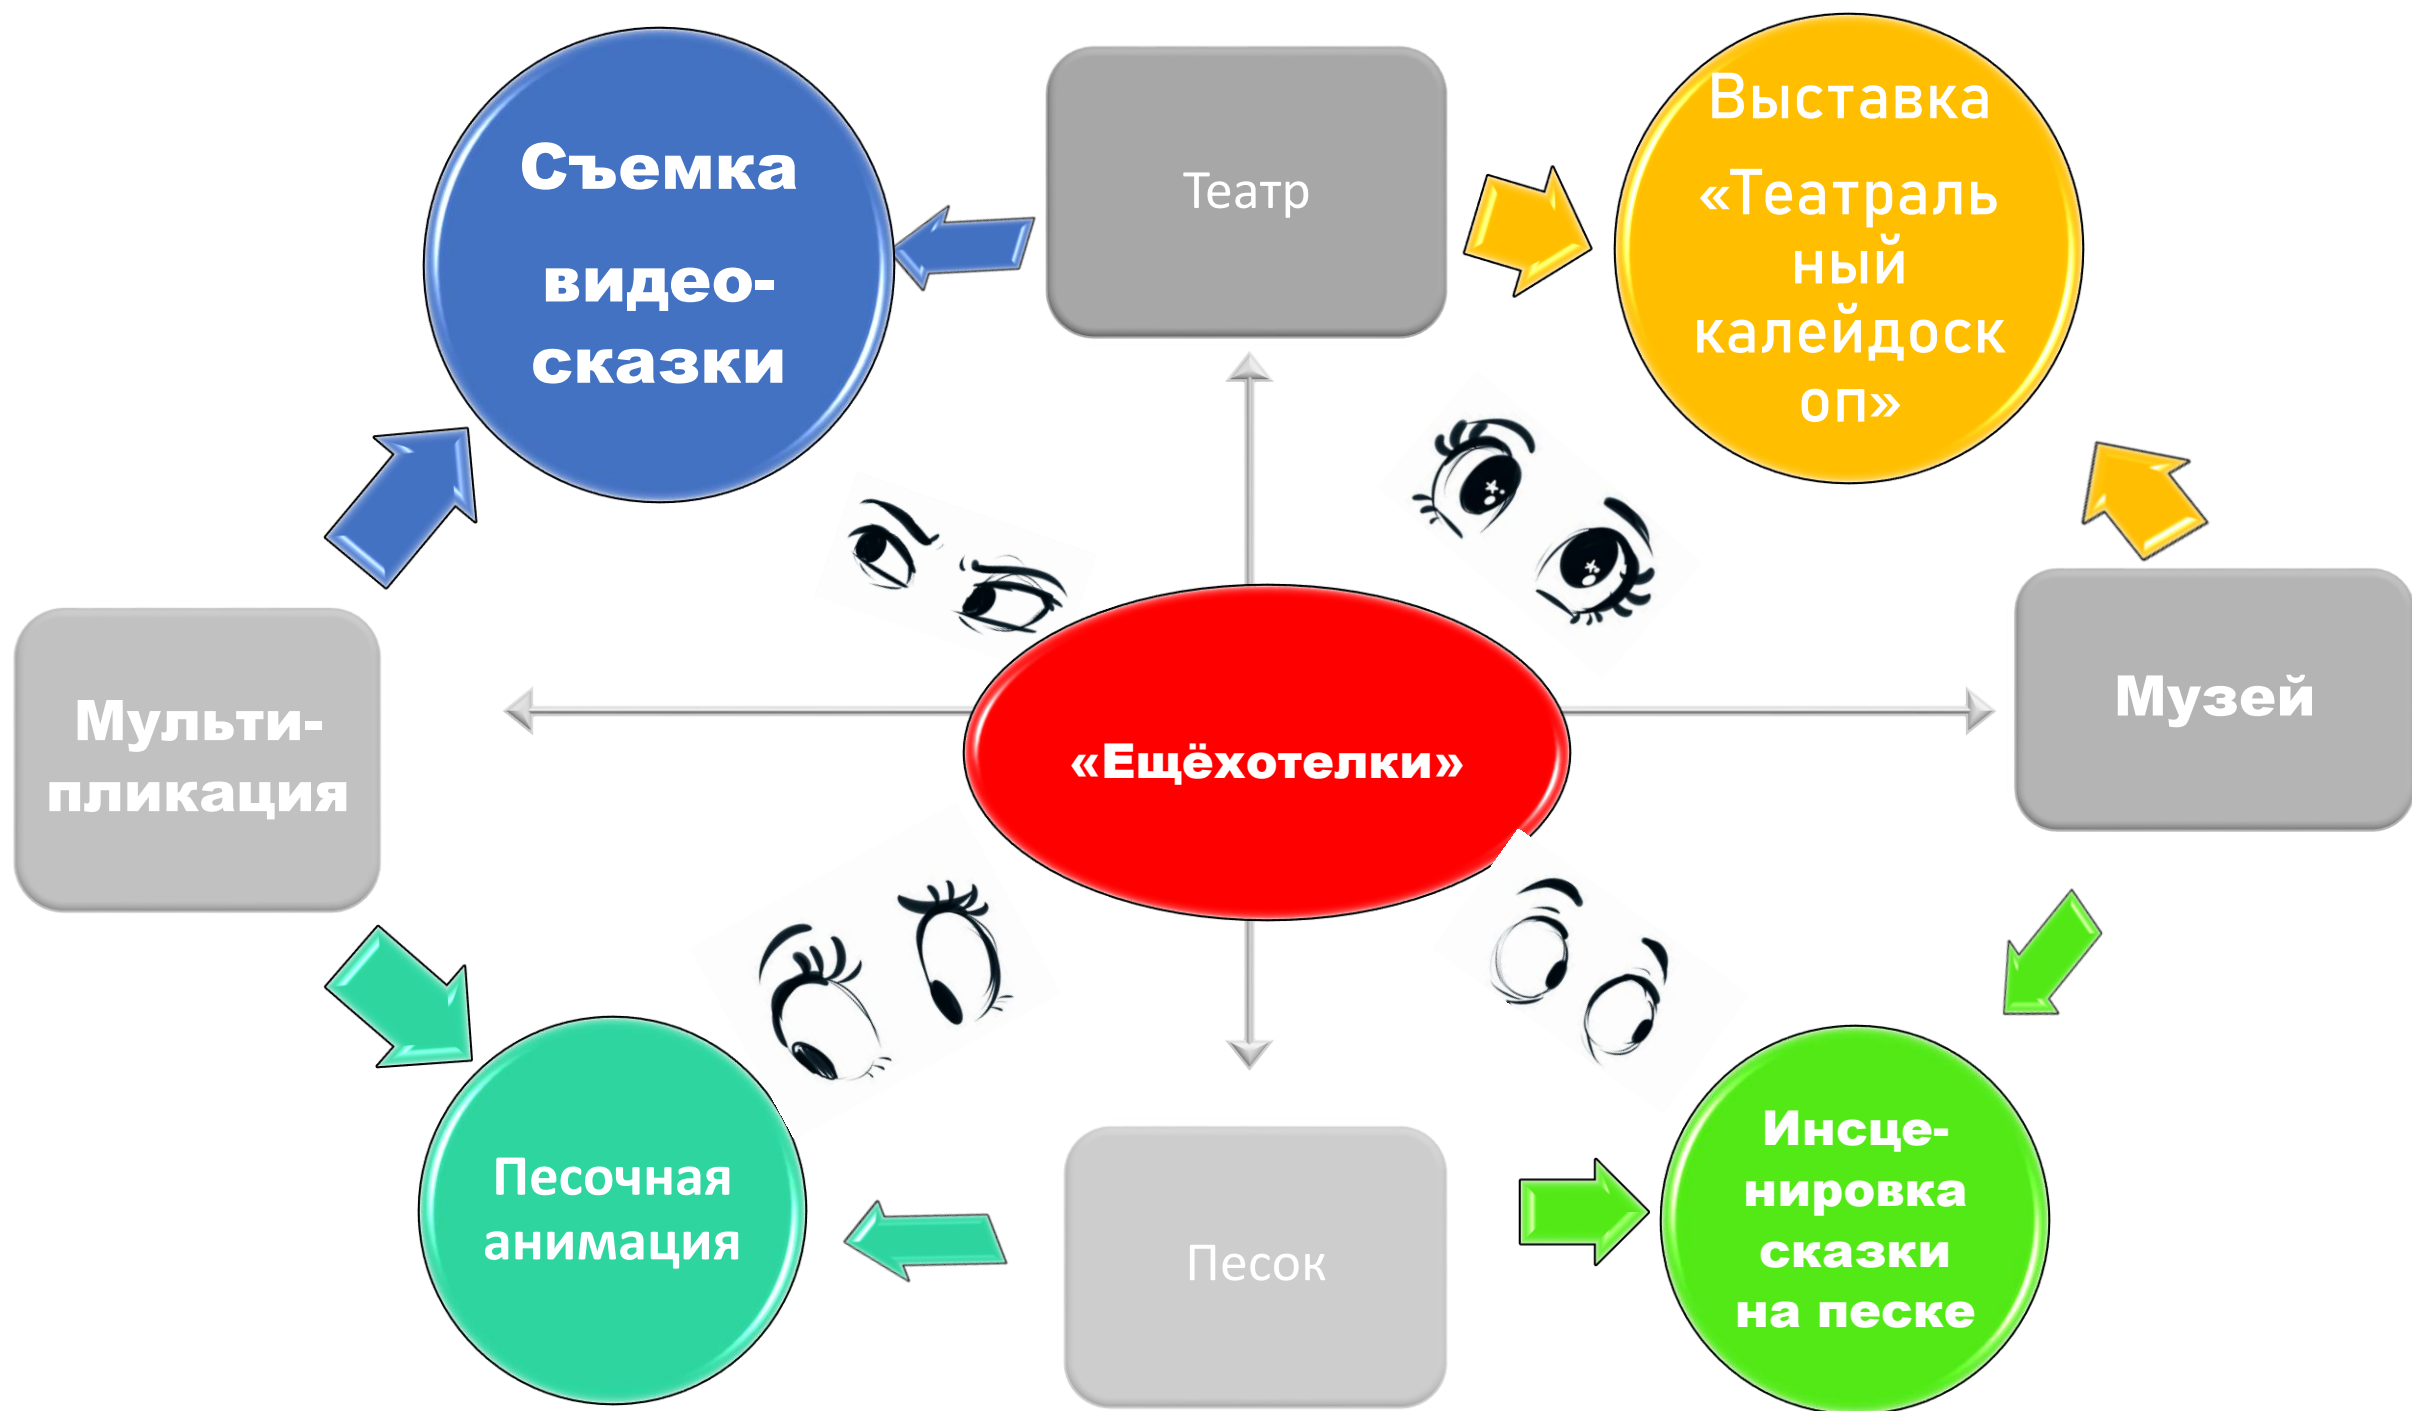 Съемка
видео-
сказки
Театр
Выставка
«Театраль
ный
калейдоск
оп»
Мульти-
пликация
«Ещёхотелки»
Музей
Песочная
анимация
Песок
Инсце-
нировка
сказки
на песке